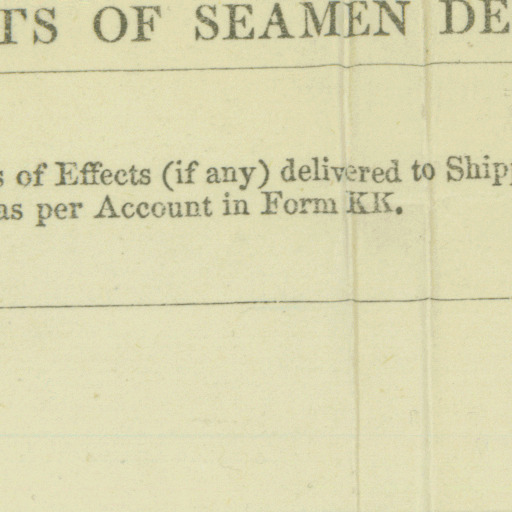 TS OF SEAMEN DE
s of Effects (if any) delivered to Ship
as per Account in Form KK.